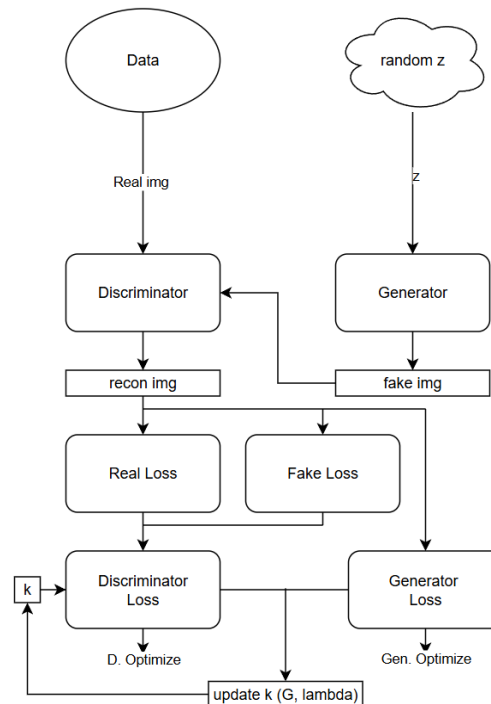 Data
random z
Real img
z
Discriminator
Generator
recon img
fake img
Real Loss
Fake Loss
k
Discriminator
Loss
Generator
Loss
D. Optimize
Gen. Optimize
update k (G, lambda)